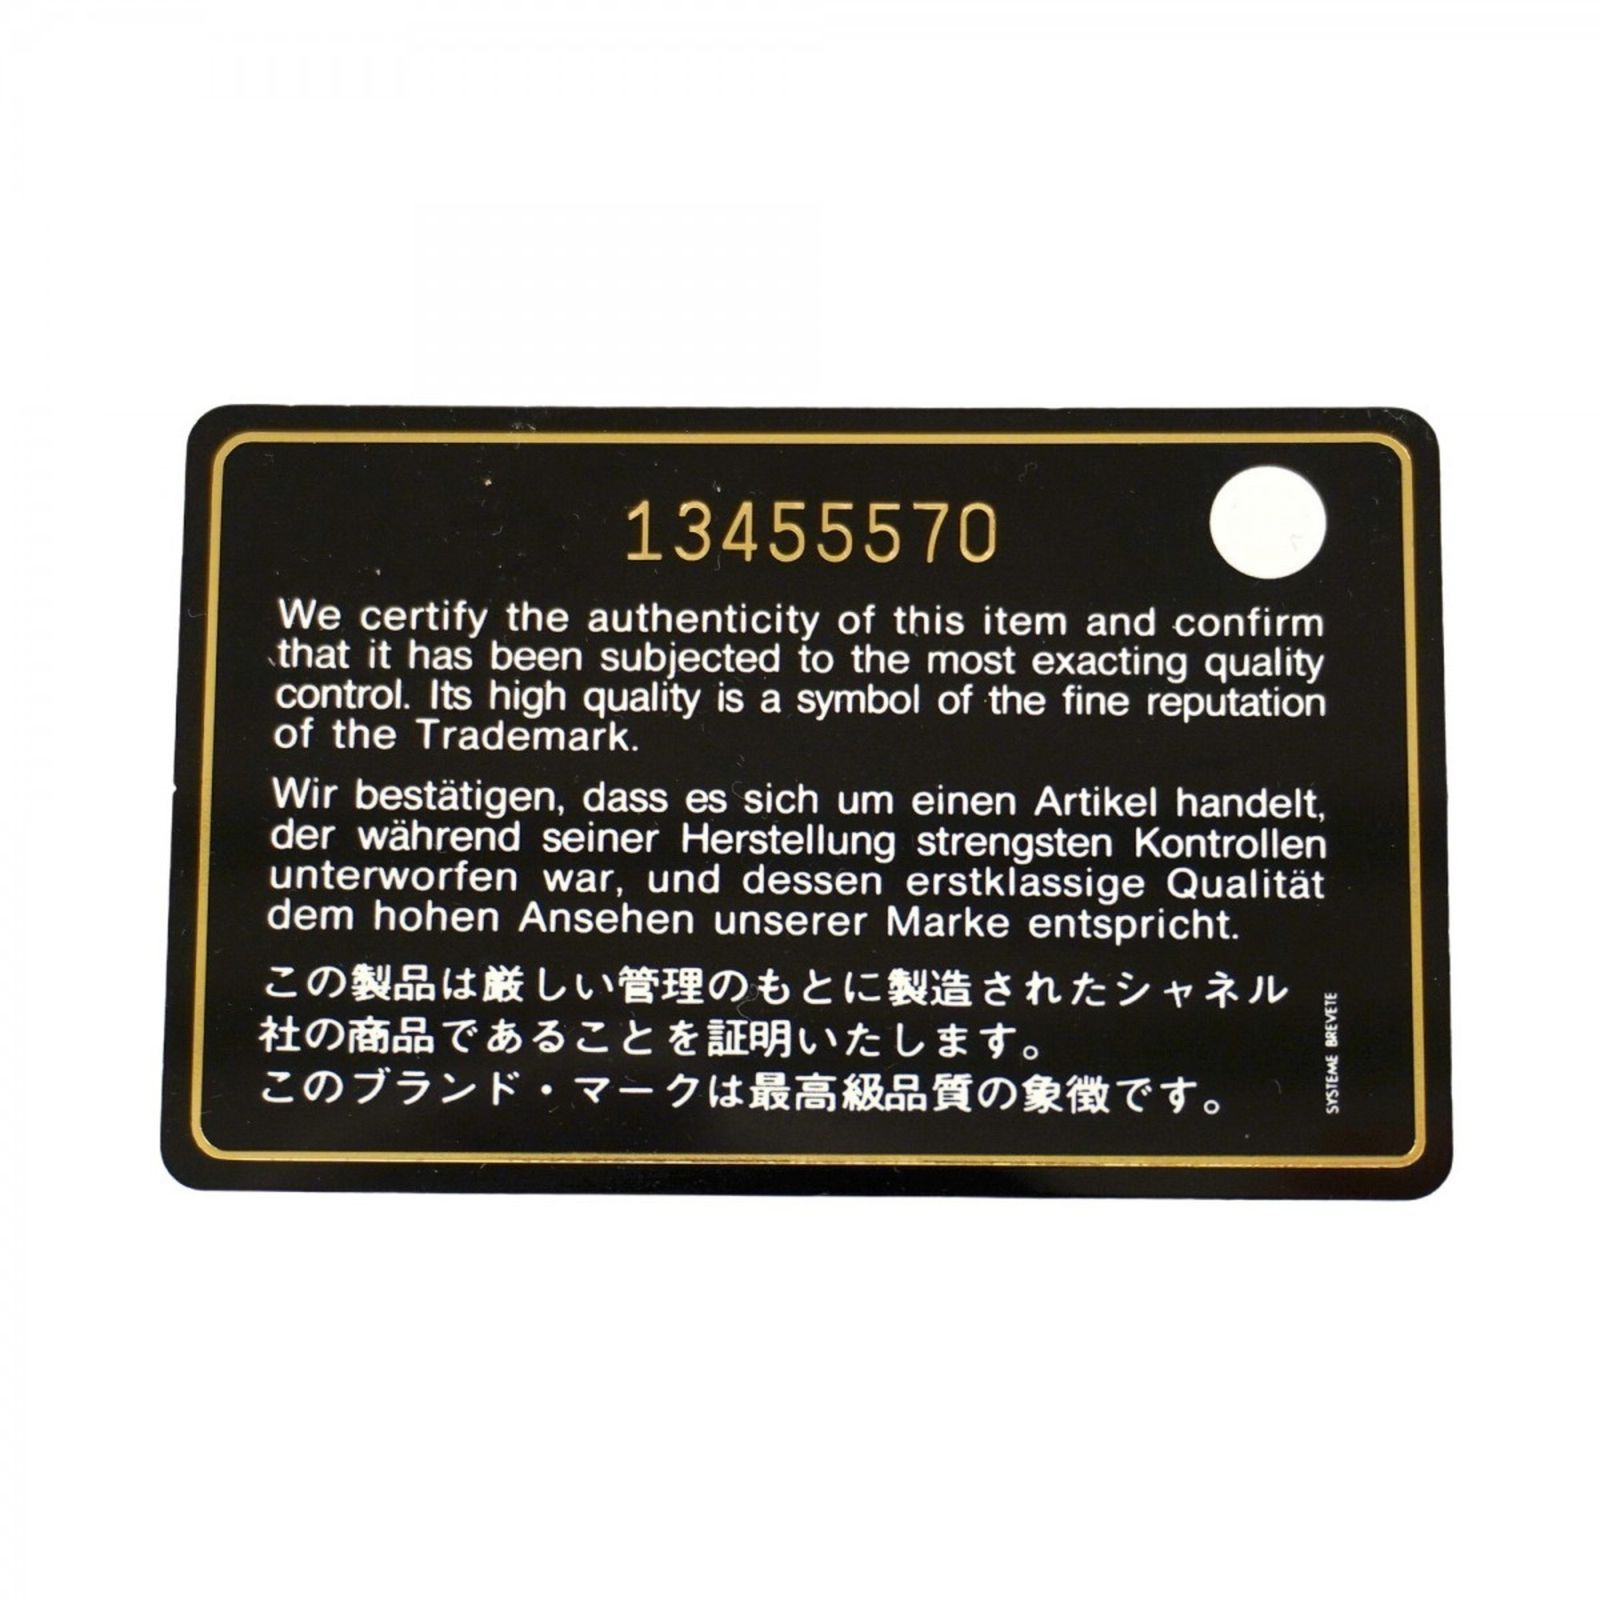 13455570
We certify the authenticity of this item and confirm
that it has been subjected to the most exacting quality
control. Its high quality is a symbol of the fine reputation
of the Trademark.
Wir bestätigen, dass es sich um einen Artikel handelt,
der während seiner Herstellung strengsten Kontrollen
unterworfen war, und dessen erstklassige Qualität
dem hohen Ansehen unserer Marke entspricht.
この製品は厳しい管理のもとに製造されたシャネル
社の商品であることを証明いたします。
このブランド・マークは最高級品質の象徴です。
SYSTEME BREVETE